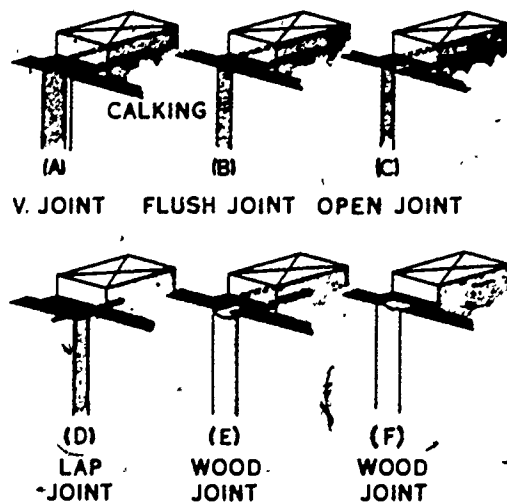 CALKING
(A) (B) (C)
V. JOINT FLUSH JOINT OPEN JOINT
(D) (E) (F)
LAP WOOD WOOD
JOINT JOINT JOINT